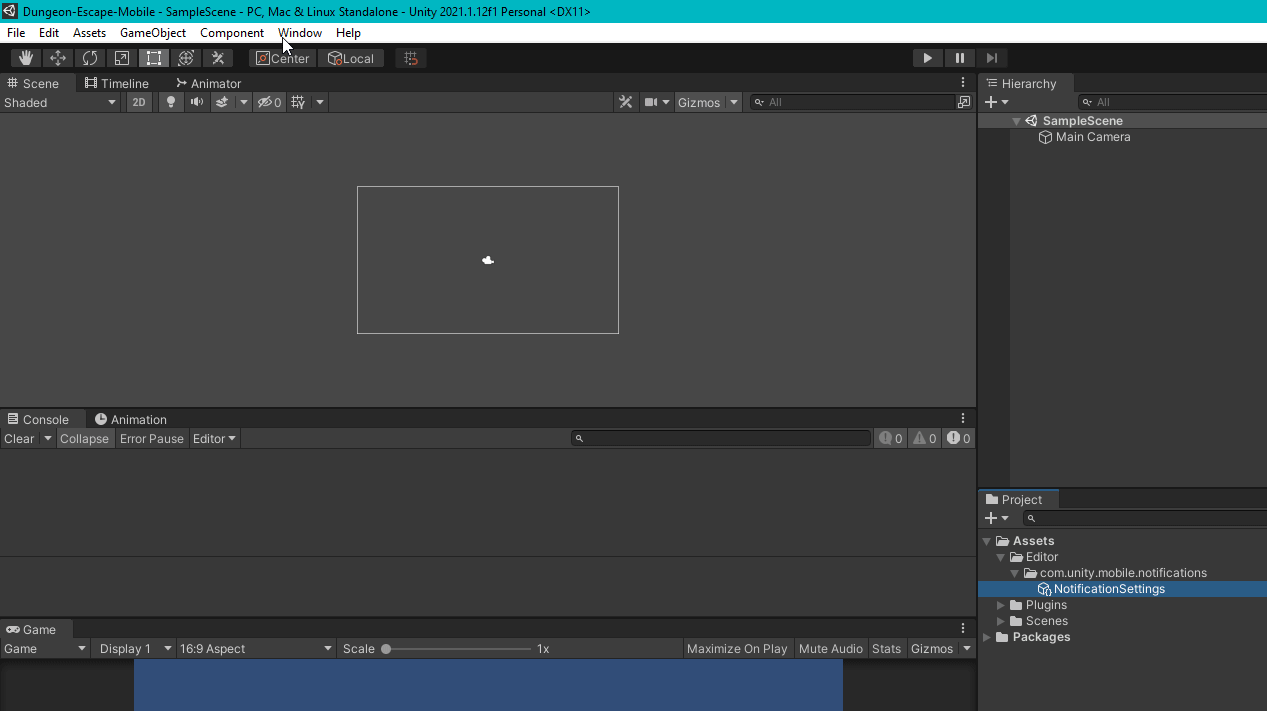 Dungeon-Escape-Mobile - SampleScene - PC, Mac & Linux Standalone - Unity 2021.1.12f1 Personal <DX11>
File Edit Assets GameObject Component Window Help
Center Local
Scene Timeline Animator
Shaded 2D 0 Gizmos All
Hierarchy
All
SampleScene
Main Camera
Console Animation
Clear Collapse Error Pause Editor 0 0 0
Project
Assets
Editor
com.unity.mobile.notifications
NotificationSettings
Plugins
Scenes
Packages
Game
Game Display 1 16:9 Aspect Scale 1x Maximize On Play Mute Audio Stats Gizmos